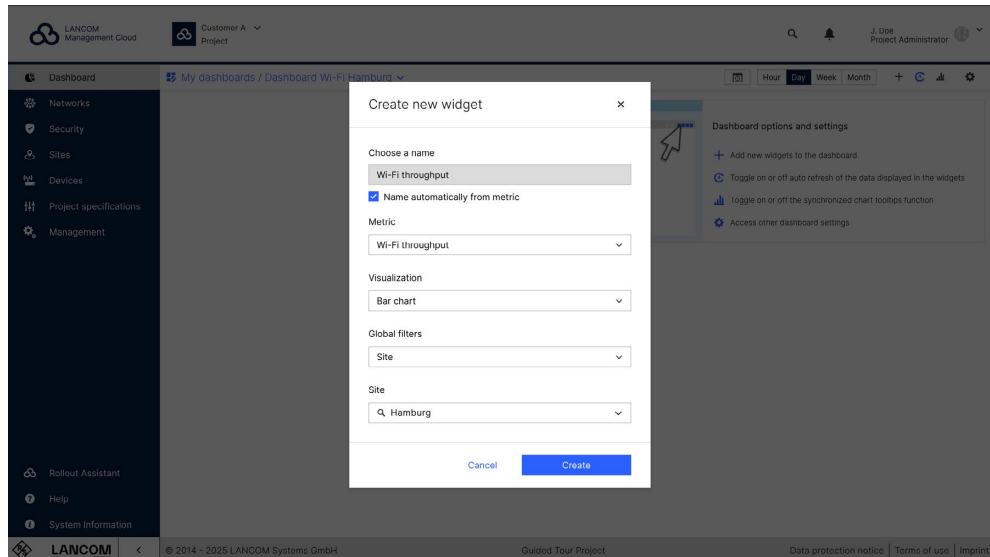 LANCOM
Management Cloud
Customer A
Project
J. Doe
Project Administrator
Dashboard
Networks
Security
Sites
Devices
Project specifications
Management
Rollout Assistant
Help
System Information
LANCOM
My dashboards / Dashboard Wi-Fi Hamburg
Hour Day Week Month
Create new widget
Choose a name
Wi-Fi throughput
Name automatically from metric
Metric
Wi-Fi throughput
Visualization
Bar chart
Global filters
Site
Site
Hamburg
Cancel Create
Dashboard options and settings
Add new widgets to the dashboard
Toggle on or off auto refresh of the data displayed in the widgets
Toggle on or off the synchronized chart tooltips function
Access other dashboard settings
© 2014 - 2025 LANCOM Systems GmbH
Guided Tour Project
Data protection notice | Terms of use | Imprint